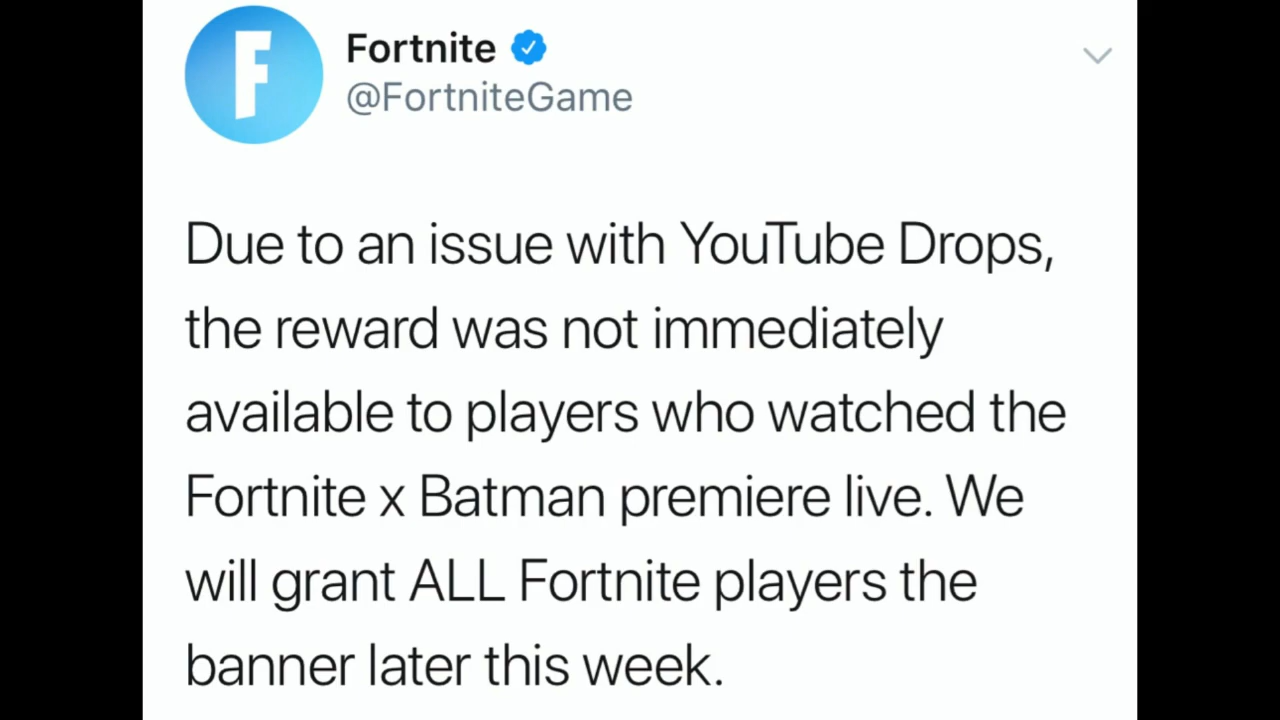 Fortnite
@FortniteGame
Due to an issue with YouTube Drops,
the reward was not immediately
available to players who watched the
Fortnite x Batman premiere live. We
will grant ALL Fortnite players the
banner later this week.